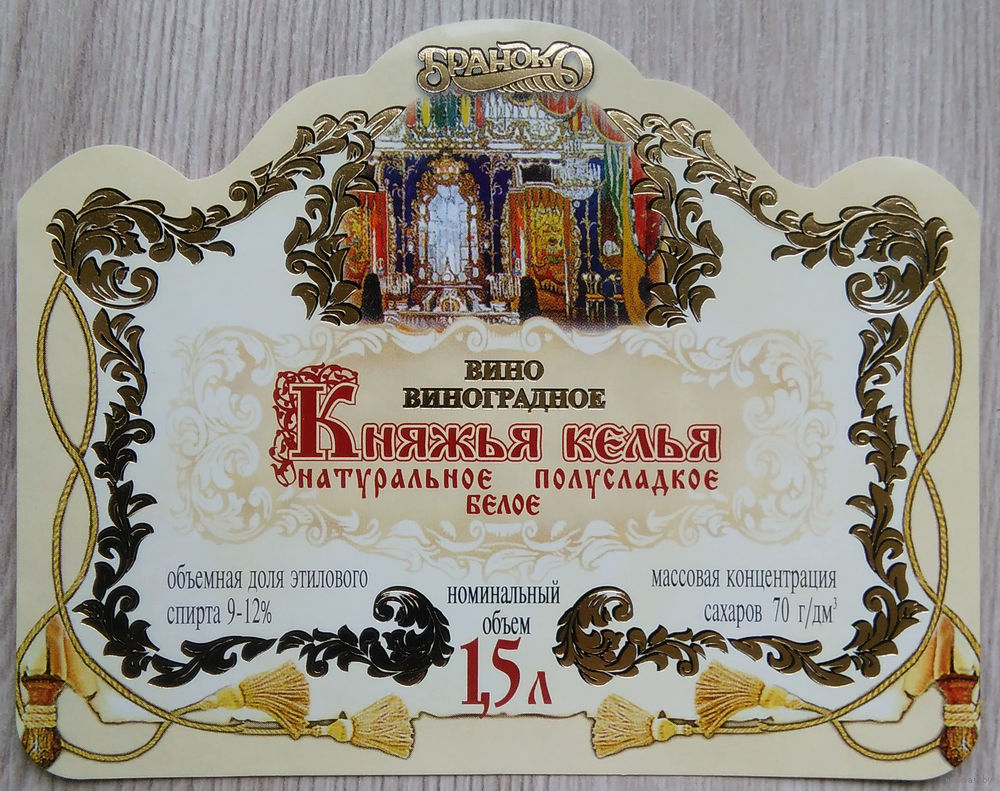 БРАНОКО
ВИНО
ВИНОГРАДНОЕ
КНЯЖЬЯ КЕЛЬЯ
НАТУРАЛЬНОЕ ПОЛУСЛАДКОЕ
БЕЛОЕ
объемная доля этилового
спирта 9-12%
номинальный
объем
1,5 л
массовая концентрация
сахаров 70 г/дм³